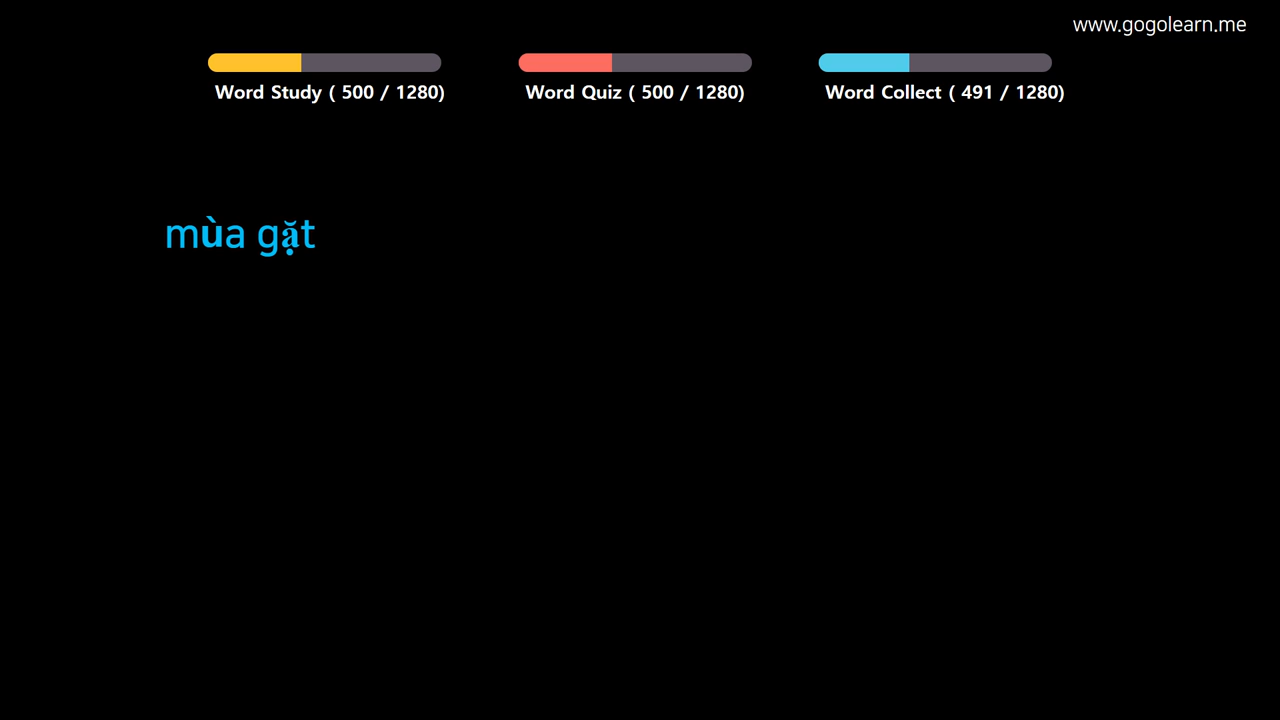 www.gogolearn.me
Word Study ( 500 / 1280)
Word Quiz ( 500 / 1280)
Word Collect ( 491 / 1280)
mùa gặt